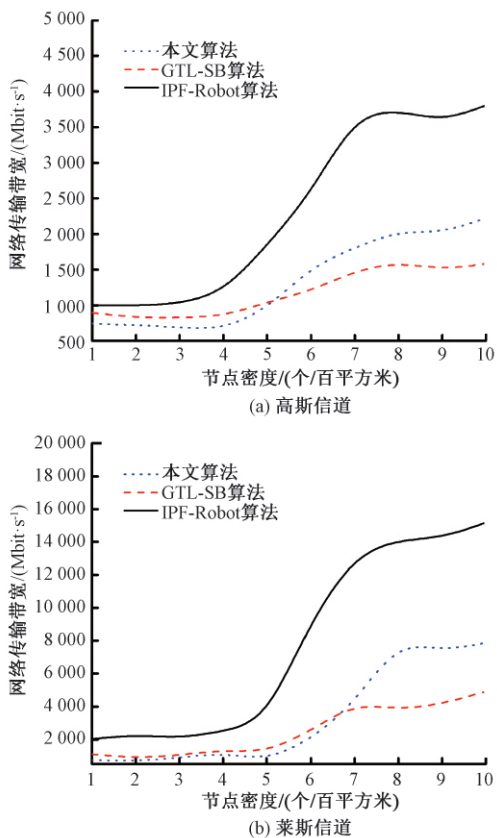 5 000
4 500
4 000
3 500
3 000
2 500
2 000
1 500
1 000
500
网络传输带宽/(Mbit·s⁻¹)
本文算法
GTL-SB算法
IPF-Robot算法
1 2 3 4 5 6 7 8 9 10
节点密度/(个/百平方米)
(a) 高斯信道
20 000
18 000
16 000
14 000
12 000
10 000
8 000
6 000
4 000
2 000
网络传输带宽/(Mbit·s⁻¹)
本文算法
GTL-SB算法
IPF-Robot算法
1 2 3 4 5 6 7 8 9 10
节点密度/(个/百平方米)
(b) 莱斯信道